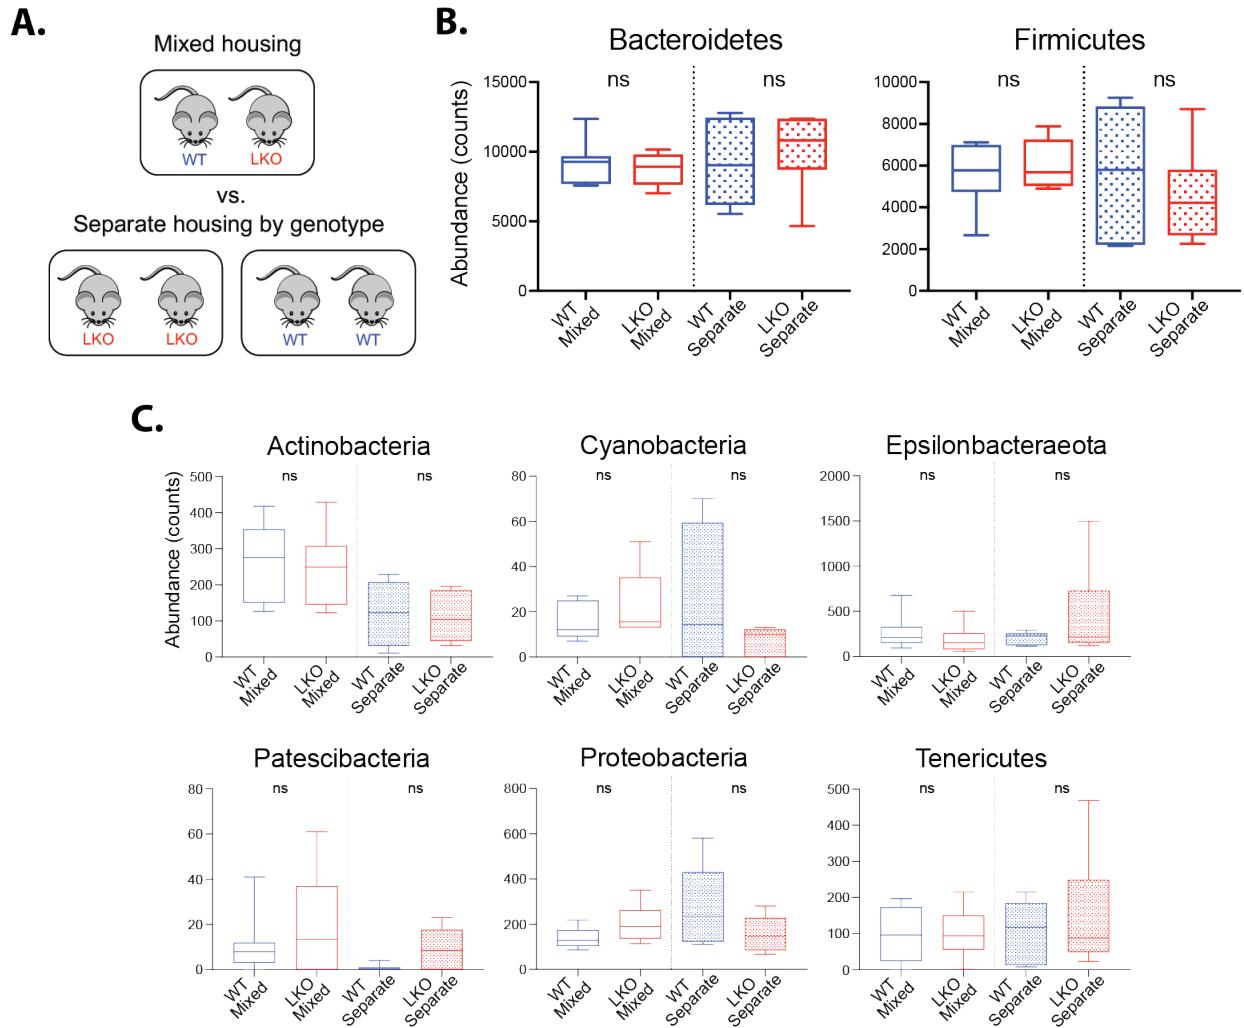 A.
Mixed housing
WT LKO
vs.
Separate housing by genotype
LKO LKO WT WT
B.
Bacteroidetes
Abundance (counts)
15000
10000
5000
0
ns ns
WT Mixed
LKO Mixed
WT Separate
LKO Separate
Firmicutes
10000
8000
6000
4000
2000
0
ns ns
WT Mixed
LKO Mixed
WT Separate
LKO Separate
C.
Actinobacteria
Abundance (counts)
500
400
300
200
100
0
ns ns
WT Mixed
LKO Mixed
WT Separate
LKO Separate
Cyanobacteria
80
60
40
20
0
ns ns
WT Mixed
LKO Mixed
WT Separate
LKO Separate
Epsilonbacteraeota
2000
1500
1000
500
0
ns ns
WT Mixed
LKO Mixed
WT Separate
LKO Separate
Patescibacteria
80
60
40
20
0
ns ns
WT Mixed
LKO Mixed
WT Separate
LKO Separate
Proteobacteria
800
600
400
200
0
ns ns
WT Mixed
LKO Mixed
WT Separate
LKO Separate
Tenericutes
500
400
300
200
100
0
ns ns
WT Mixed
LKO Mixed
WT Separate
LKO Separate